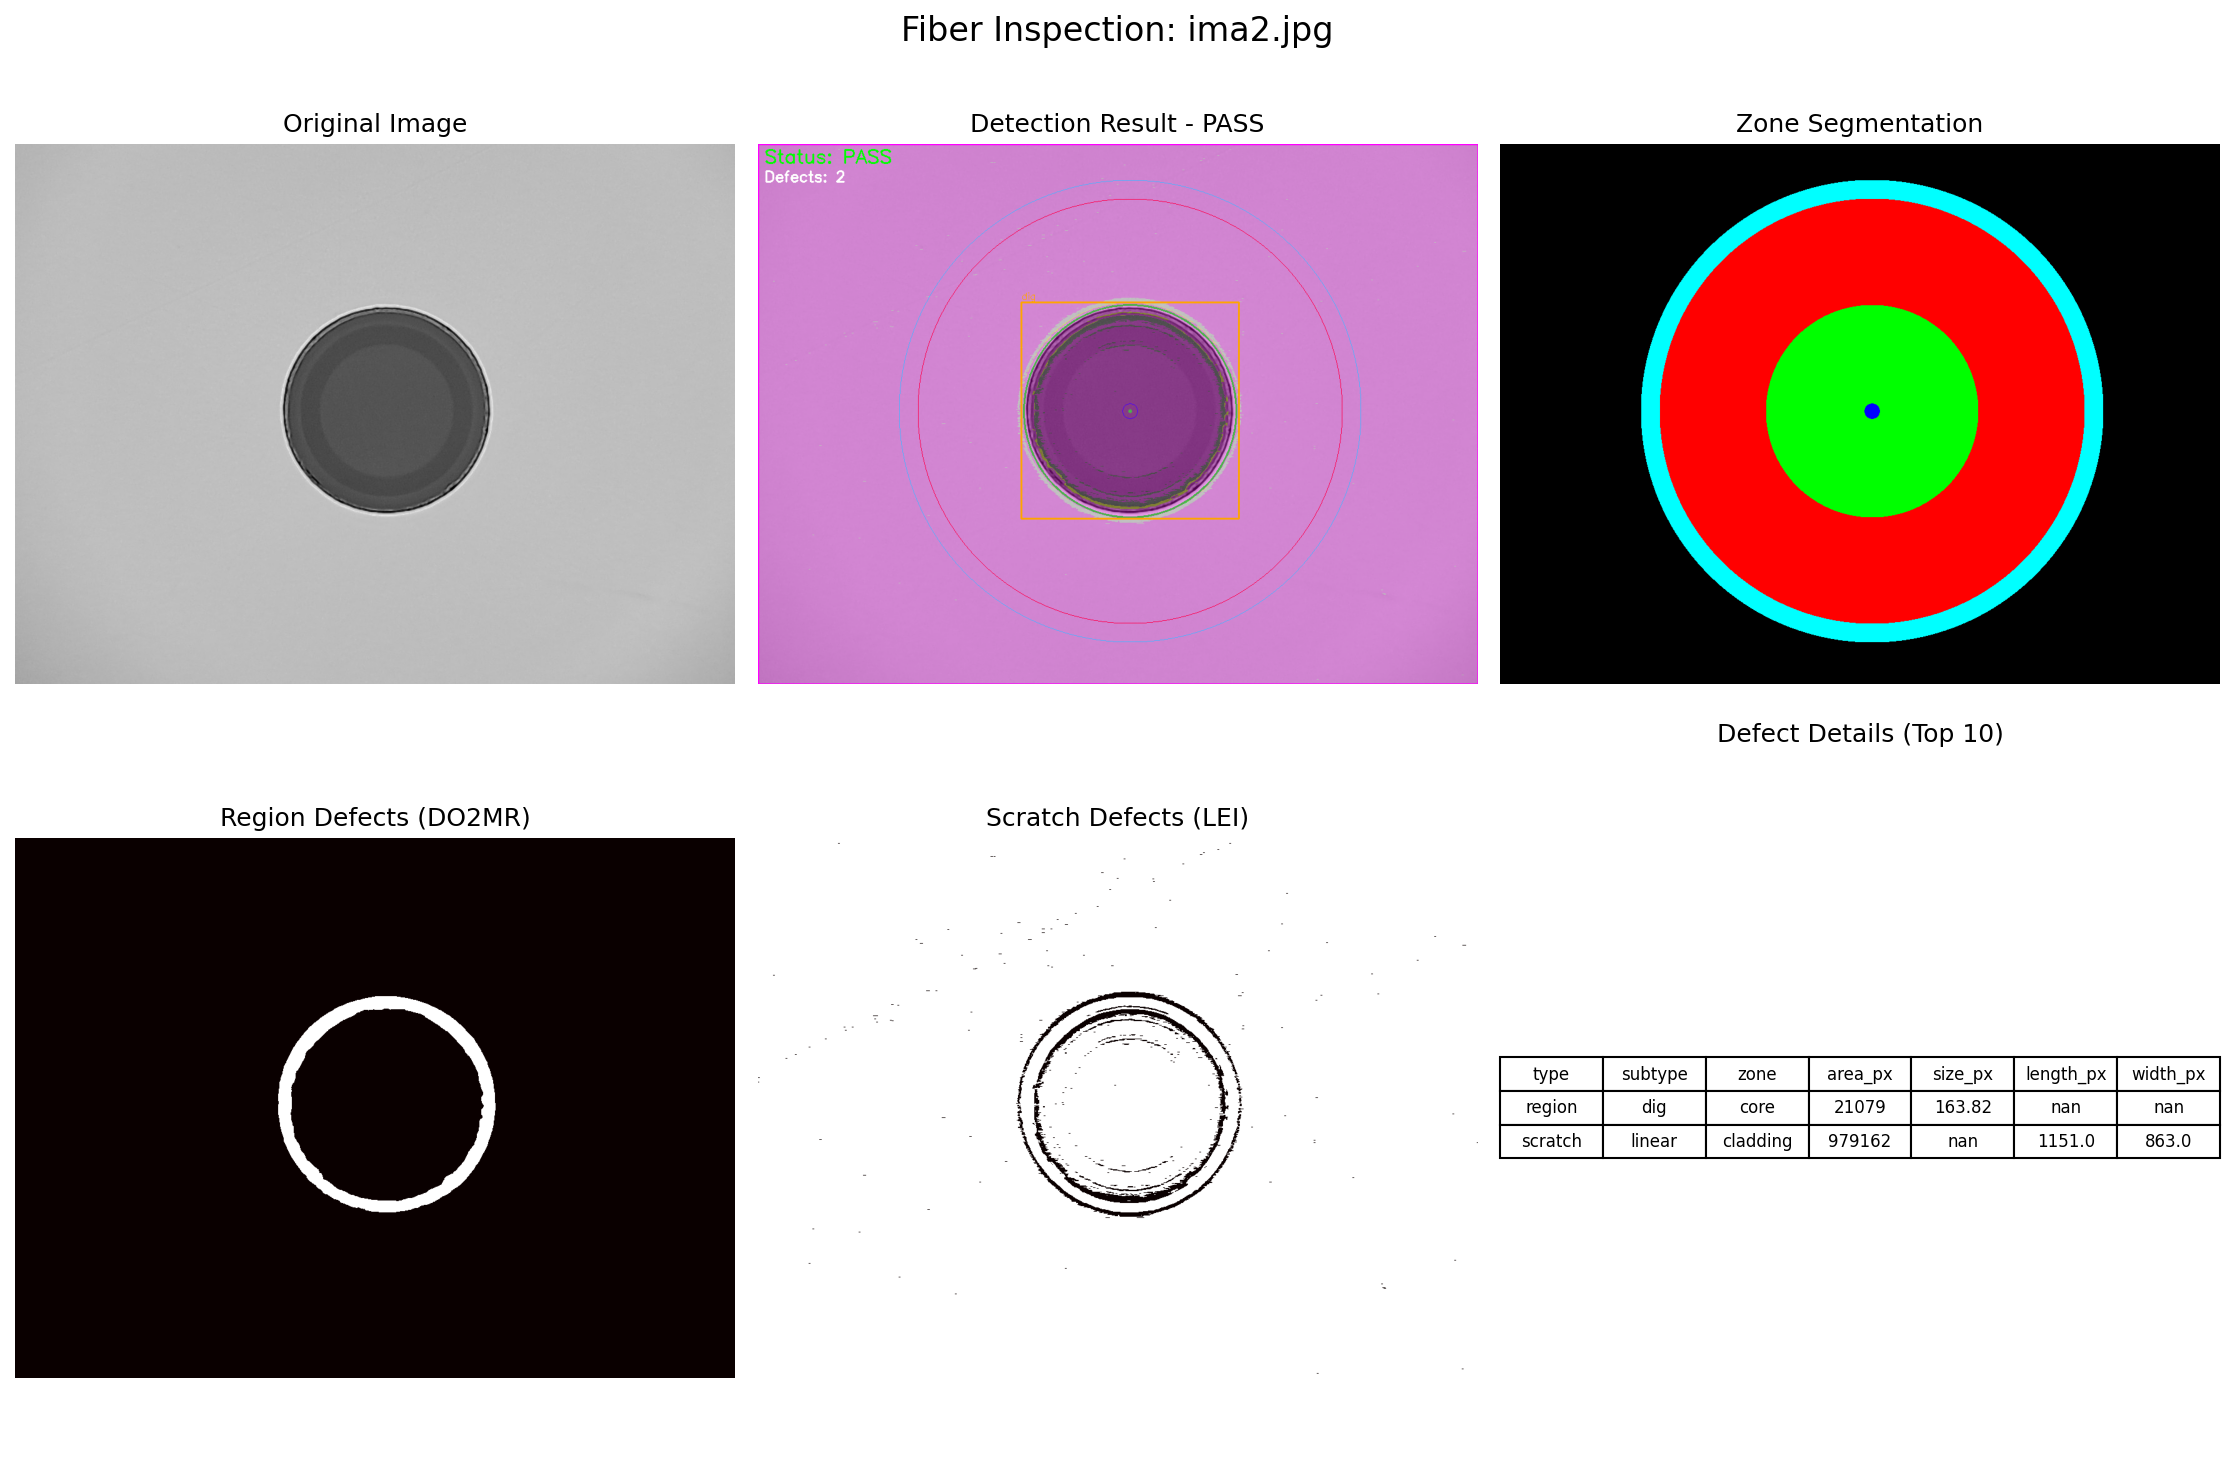 Fiber Inspection: ima2.jpg
Original Image
Detection Result - PASS
Zone Segmentation
Status: PASS
Defects: 2
Defect Details (Top 10)
Region Defects (DO2MR)
Scratch Defects (LEI)
type subtype zone area_px size_px length_px width_px
region dig core 21079 163.82 nan nan
scratch linear cladding 979162 nan 1151.0 863.0